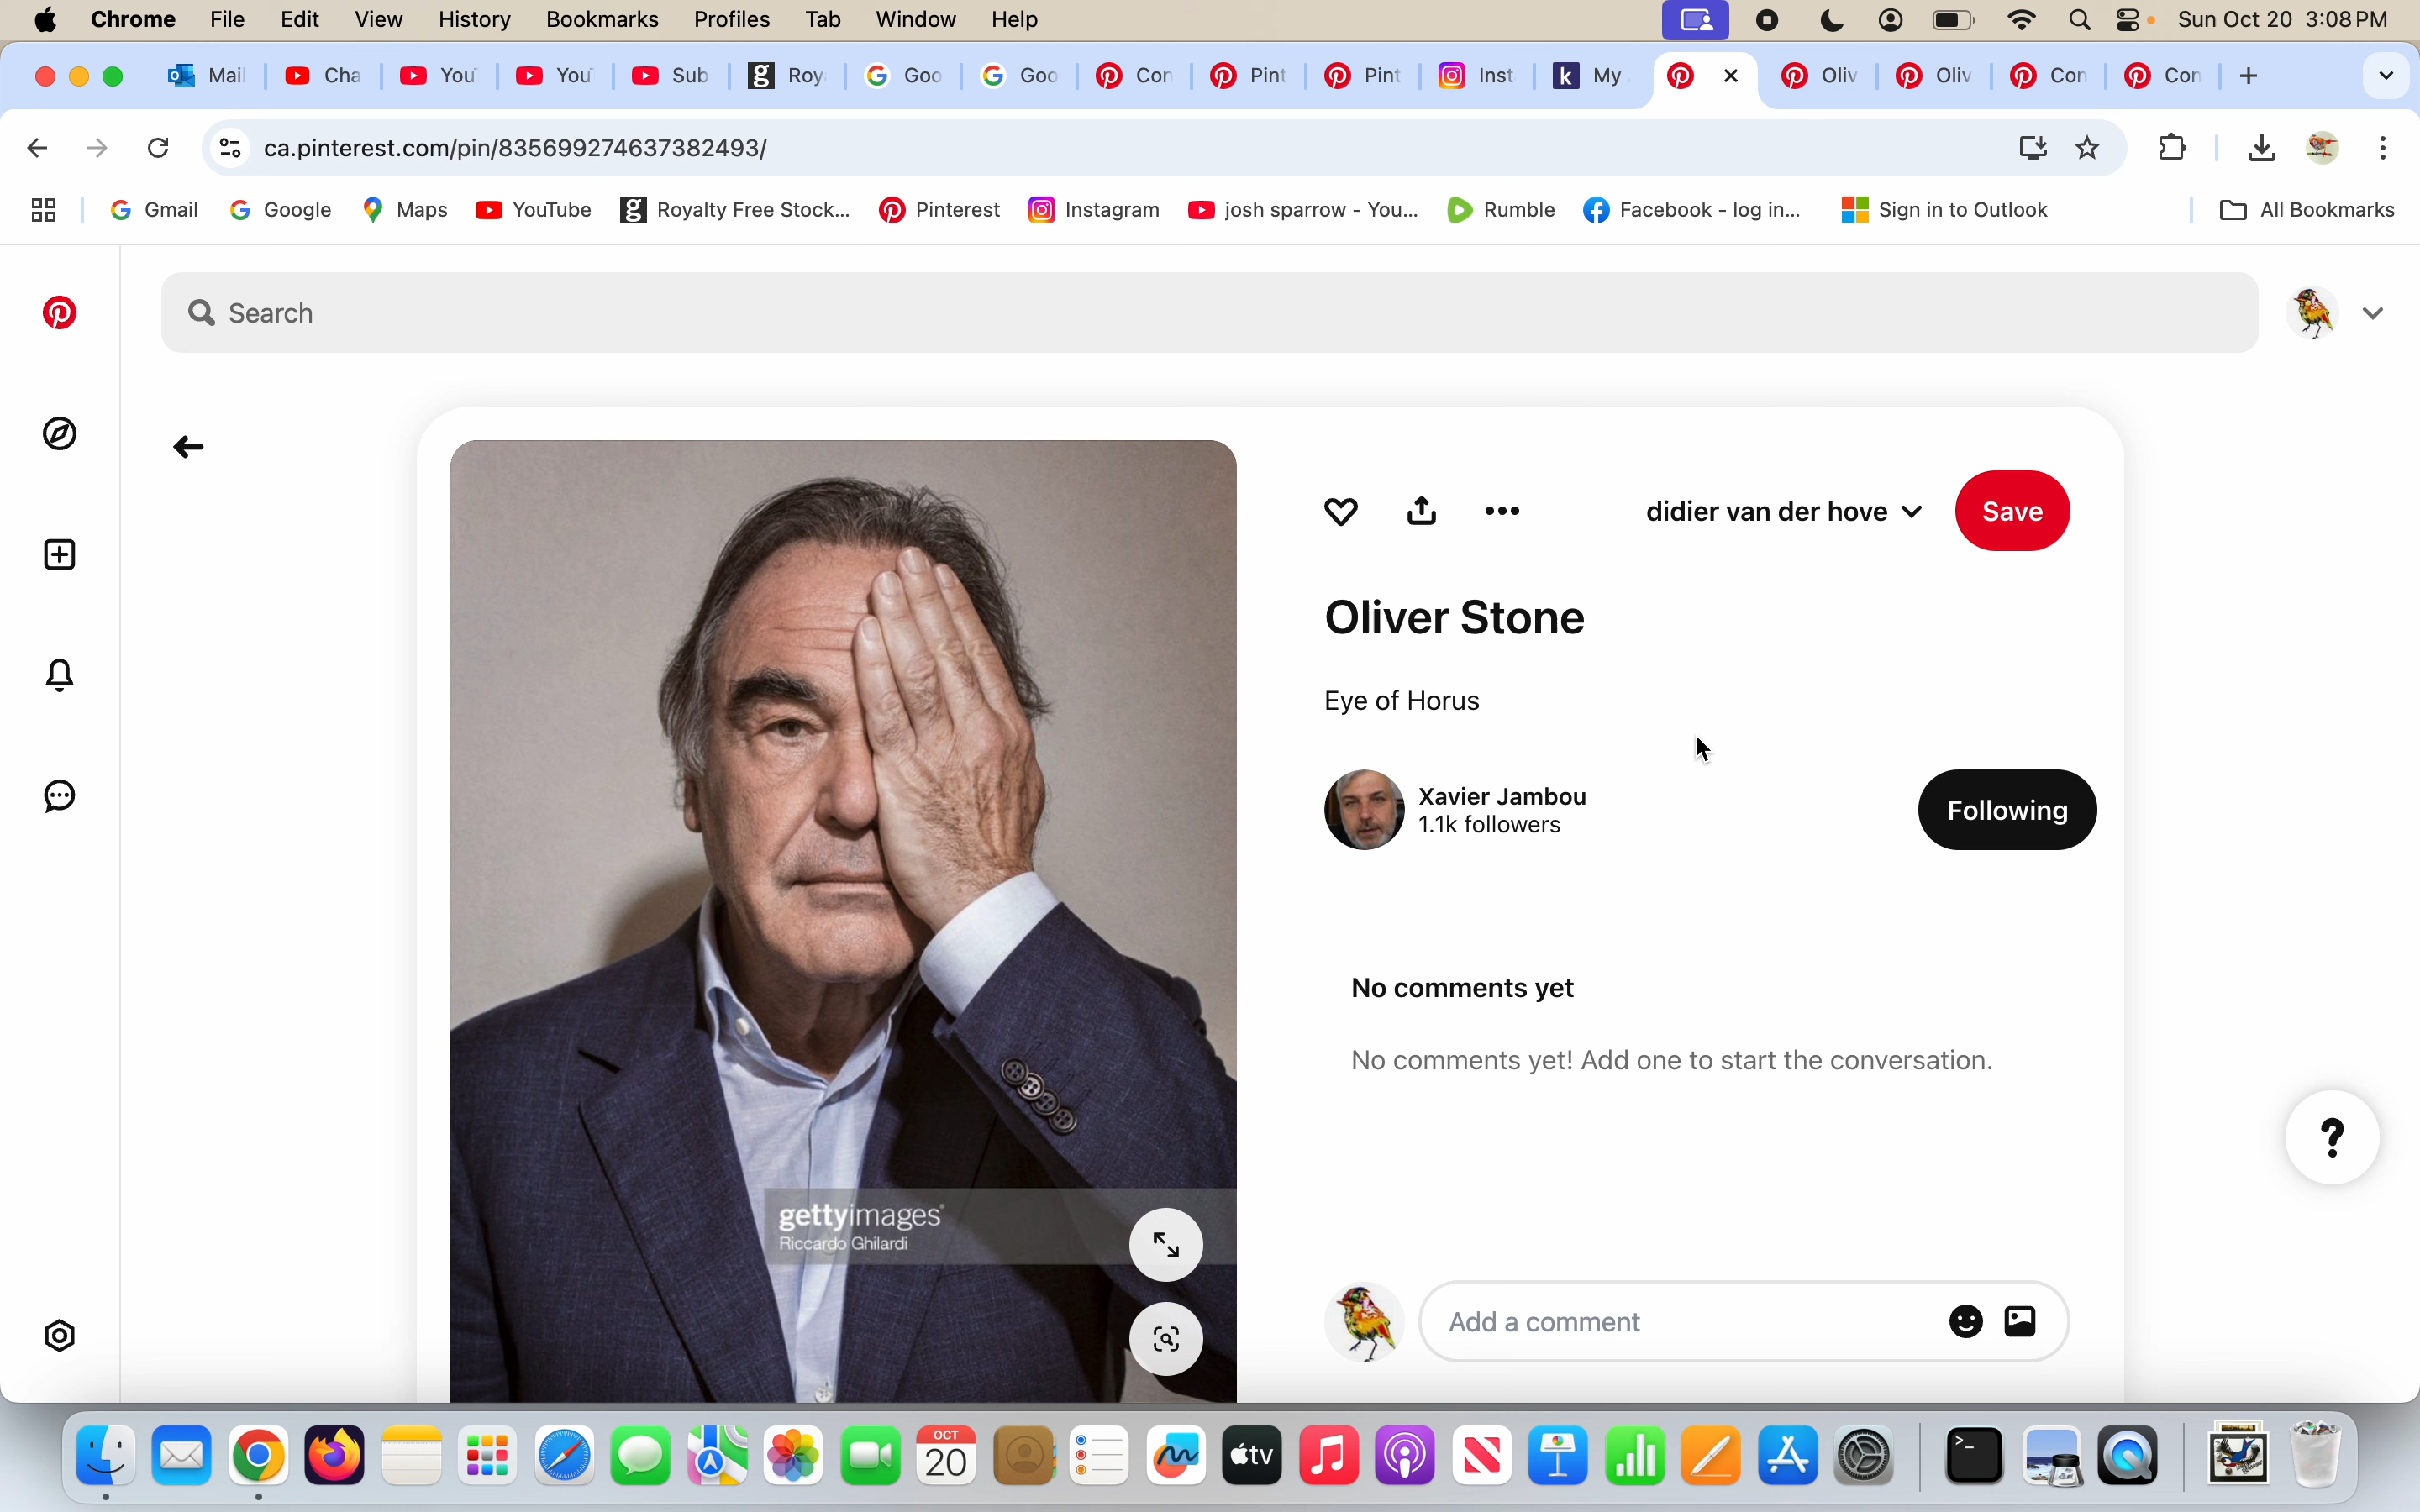 Chrome File Edit View History Bookmarks Profiles Tab Window Help Sun Oct 20 3:08 PM
Mail Cha You You Sub Roy Goo Goo Con Pint Pint Inst My Oliv Oliv Con Con
ca.pinterest.com/pin/835699274637382493/
Gmail Google Maps YouTube Royalty Free Stock... Pinterest Instagram josh sparrow - You... Rumble Facebook - log in... Sign in to Outlook All Bookmarks
Search
didier van der hove Save
Oliver Stone
Eye of Horus
Xavier Jambou
1.1k followers
Following
No comments yet
No comments yet! Add one to start the conversation.
gettyimages
Riccardo Ghilardi
Add a comment
?
OCT
20
tv